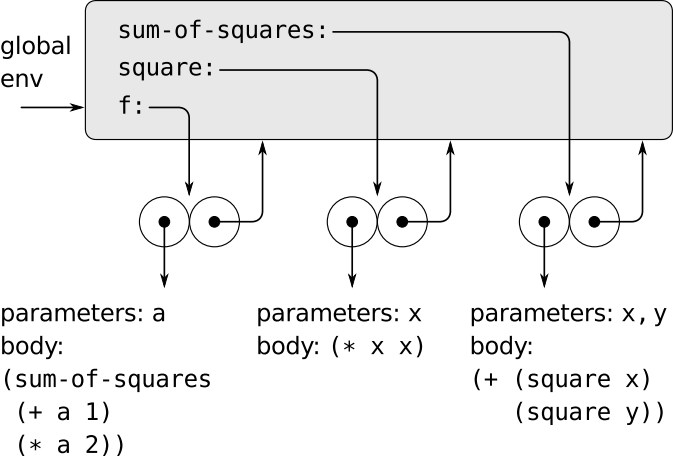 global
env
sum-of-squares:
square:
f:
parameters: a
body:
(sum-of-squares
(+ a 1)
(* a 2))
parameters: x
body: (* x x)
parameters: x, y
body:
(+ (square x)
(square y))